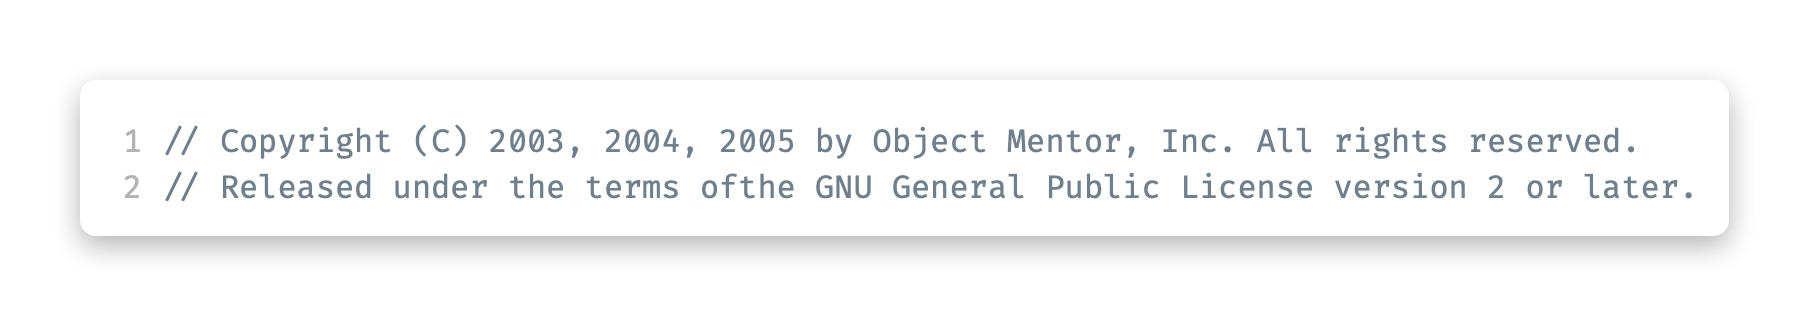 1 // Copyright (C) 2003, 2004, 2005 by Object Mentor, Inc. All rights reserved.
2 // Released under the terms ofthe GNU General Public License version 2 or later.